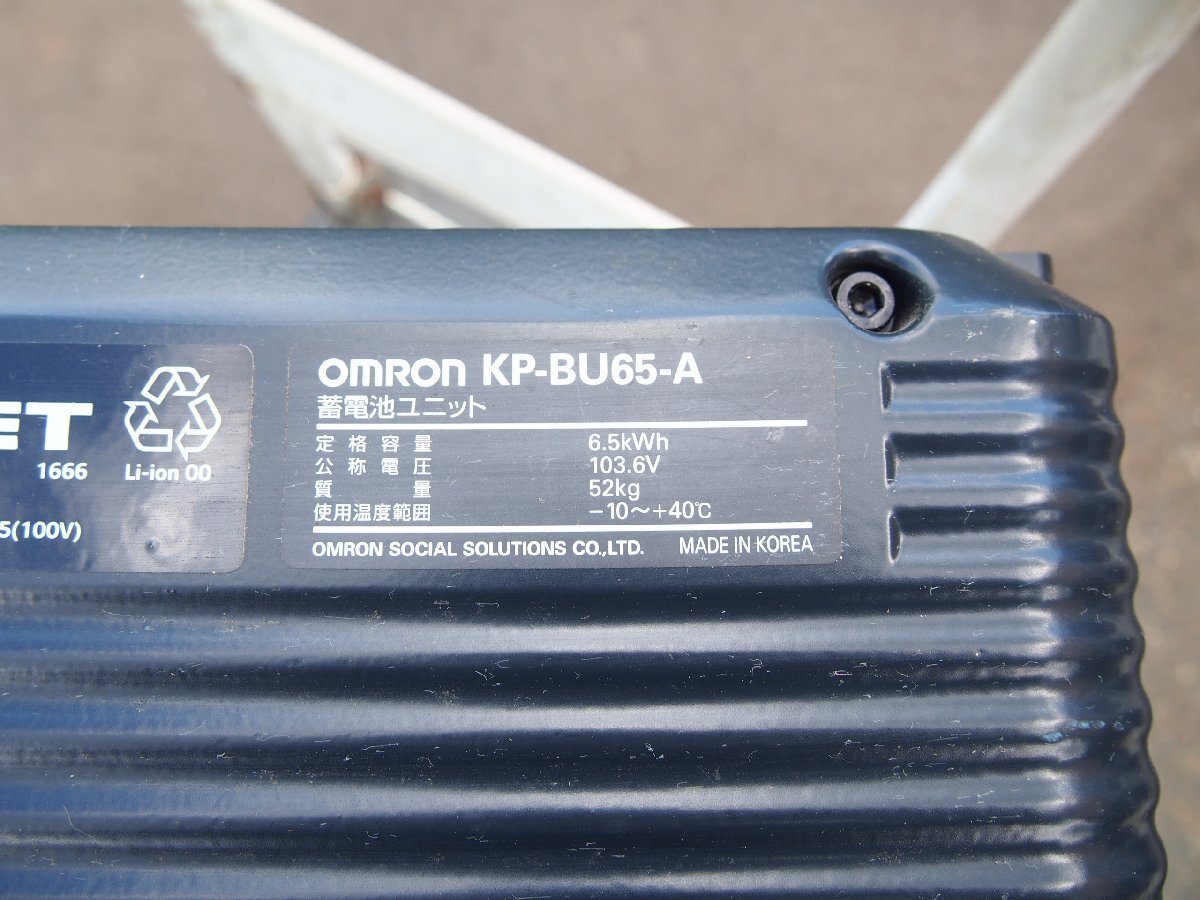 OMRON KP-BU65-A
蓄電池ユニット
定格容量 6.5kWh
公称電圧 103.6V
質量 52kg
使用温度範囲 -10～+40℃
OMRON SOCIAL SOLUTIONS CO.,LTD. MADE IN KOREA
ET
1666
Li-ion 00
5(100V)